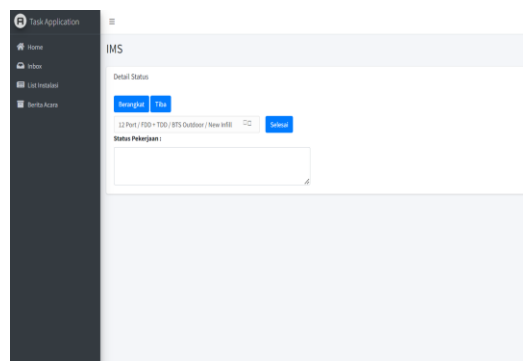 Task Application
Home
Inbox
List Instalasi
Berita Acara
IMS
Detail Status
Berangkat
Tiba
12 Port / FDD + TDD / BTS Outdoor / New Infill
Selesai
Status Pekerjaan :